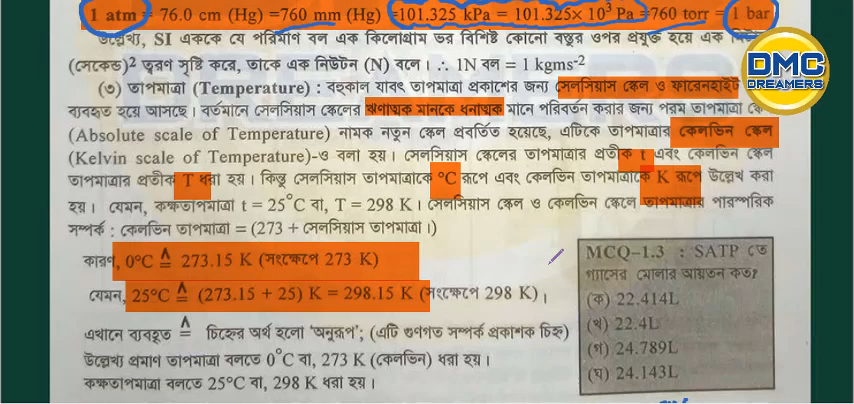 1 atm = 76.0 cm (Hg) =760 mm (Hg) =101.325 kPa = 101.325× 10³ Pa =760 torr = 1 bar
উল্লেখ্য, SI এককে যে পরিমাণ বল এক কিলোগ্রাম ভর বিশিষ্ট কোনো বস্তুর ওপর প্রযুক্ত হয়ে এক
(সেকেন্ড)² ত্বরণ সৃষ্টি করে, তাকে এক নিউটন (N) বলে। ∴ 1N বল = 1 kgms⁻²
(৩) তাপমাত্রা (Temperature) : বহুকাল যাবৎ তাপমাত্রা প্রকাশের জন্য সেলসিয়াস স্কেল ও ফারেনহাইট
ব্যবহৃত হয়ে আসছে। বর্তমানে সেলসিয়াস স্কেলের ঋণাত্মক মানকে ধনাত্মক মানে পরিবর্তন করার জন্য পরম তাপমাত্রা
(Absolute scale of Temperature) নামক নতুন স্কেল প্রবর্তিত হয়েছে, এটিকে তাপমাত্রার কেলভিন স্কেল
(Kelvin scale of Temperature)-ও বলা হয়। সেলসিয়াস স্কেলের তাপমাত্রার প্রতীক t এবং কেলভিন স্কেল
তাপমাত্রার প্রতীক T ধরা হয়। কিন্তু সেলসিয়াস তাপমাত্রাকে °C রূপে এবং কেলভিন তাপমাত্রাকে K রূপে উল্লেখ করা
হয়। যেমন, কক্ষতাপমাত্রা t = 25°C বা, T = 298 K। সেলসিয়াস স্কেল ও কেলভিন স্কেলে তাপমাত্রার পারস্পরিক
সম্পর্ক : কেলভিন তাপমাত্রা = (273 + সেলসিয়াস তাপমাত্রা।)
কারণ, 0°C ≙ 273.15 K (সংক্ষেপে 273 K)
যেমন, 25°C ≙ (273.15 + 25) K = 298.15 K (সংক্ষেপে 298 K)।
এখানে ব্যবহৃত ≙ চিহ্নের অর্থ হলো ‘অনুরূপ’; (এটি গুণগত সম্পর্ক প্রকাশক চিহ্ন)
উল্লেখ্য প্রমাণ তাপমাত্রা বলতে 0°C বা, 273 K (কেলভিন) ধরা হয়।
কক্ষতাপমাত্রা বলতে 25°C বা, 298 K ধরা হয়।
MCQ-1.3 : SATP তে
গ্যাসের মোলার আয়তন কত?
(ক) 22.414L
(খ) 22.4L
(গ) 24.789L
(ঘ) 24.143L
DMC
DREAMERS